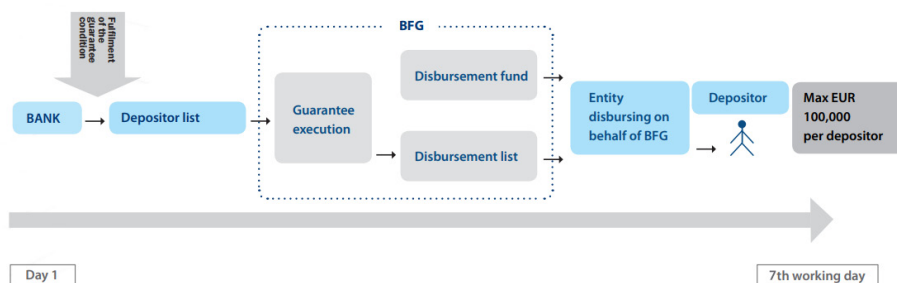 Fulfilment
of the
guarantee
condition
BFG
BANK
Depositor list
Guarantee
execution
Disbursement fund
Disbursement list
Entity
disbursing on
behalf of BFG
Depositor
Max EUR
100,000
per depositor
Day 1
7th working day